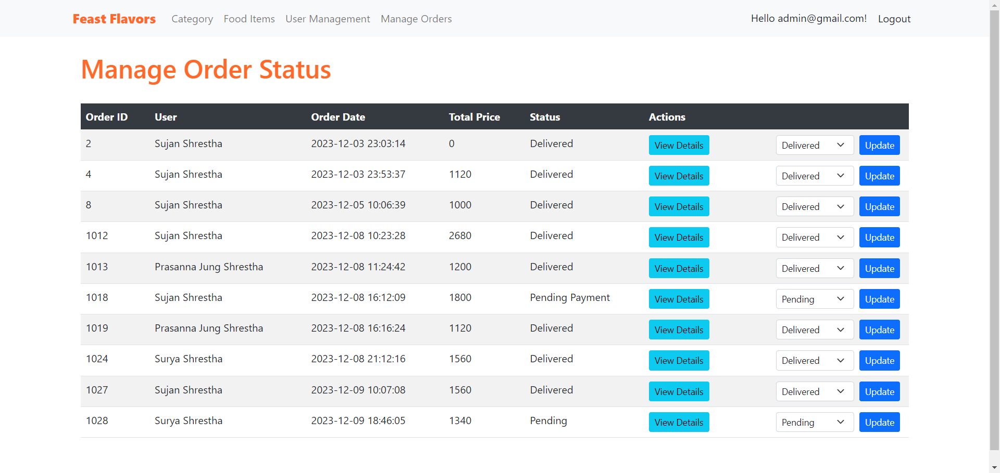 Feast Flavors Category Food Items User Management Manage Orders Hello admin@gmail.com! Logout
Manage Order Status
Order ID User Order Date Total Price Status Actions
2 Sujan Shrestha 2023-12-03 23:03:14 0 Delivered View Details Delivered Update
4 Sujan Shrestha 2023-12-03 23:53:37 1120 Delivered View Details Delivered Update
8 Sujan Shrestha 2023-12-05 10:06:39 1000 Delivered View Details Delivered Update
1012 Sujan Shrestha 2023-12-08 10:23:28 2680 Delivered View Details Delivered Update
1013 Prasanna Jung Shrestha 2023-12-08 11:24:42 1200 Delivered View Details Delivered Update
1018 Sujan Shrestha 2023-12-08 16:12:09 1800 Pending Payment View Details Pending Update
1019 Prasanna Jung Shrestha 2023-12-08 16:16:24 1120 Delivered View Details Delivered Update
1024 Surya Shrestha 2023-12-08 21:12:16 1560 Delivered View Details Delivered Update
1027 Sujan Shrestha 2023-12-09 10:07:08 1560 Delivered View Details Delivered Update
1028 Surya Shrestha 2023-12-09 18:46:05 1340 Pending View Details Pending Update